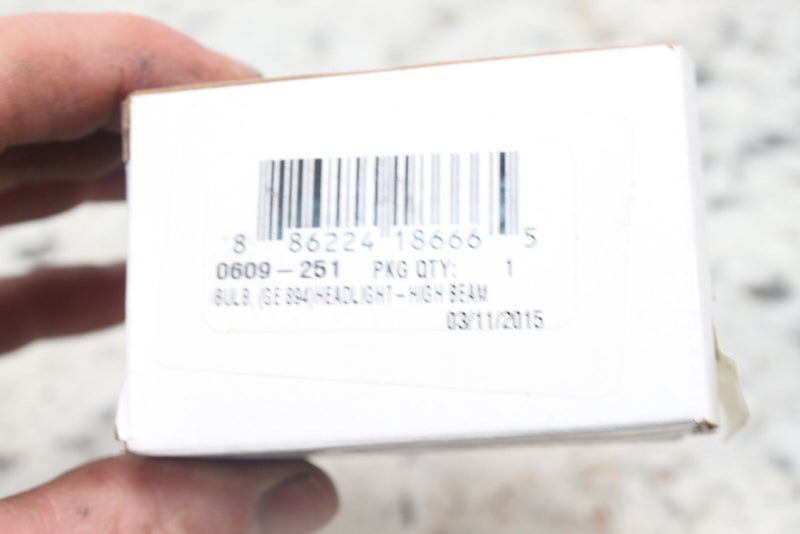 8 86224 18666 5
0609-251 PKG QTY: 1
BULB, (GE 894)HEADLIGHT-HIGH BEAM
03/11/2015